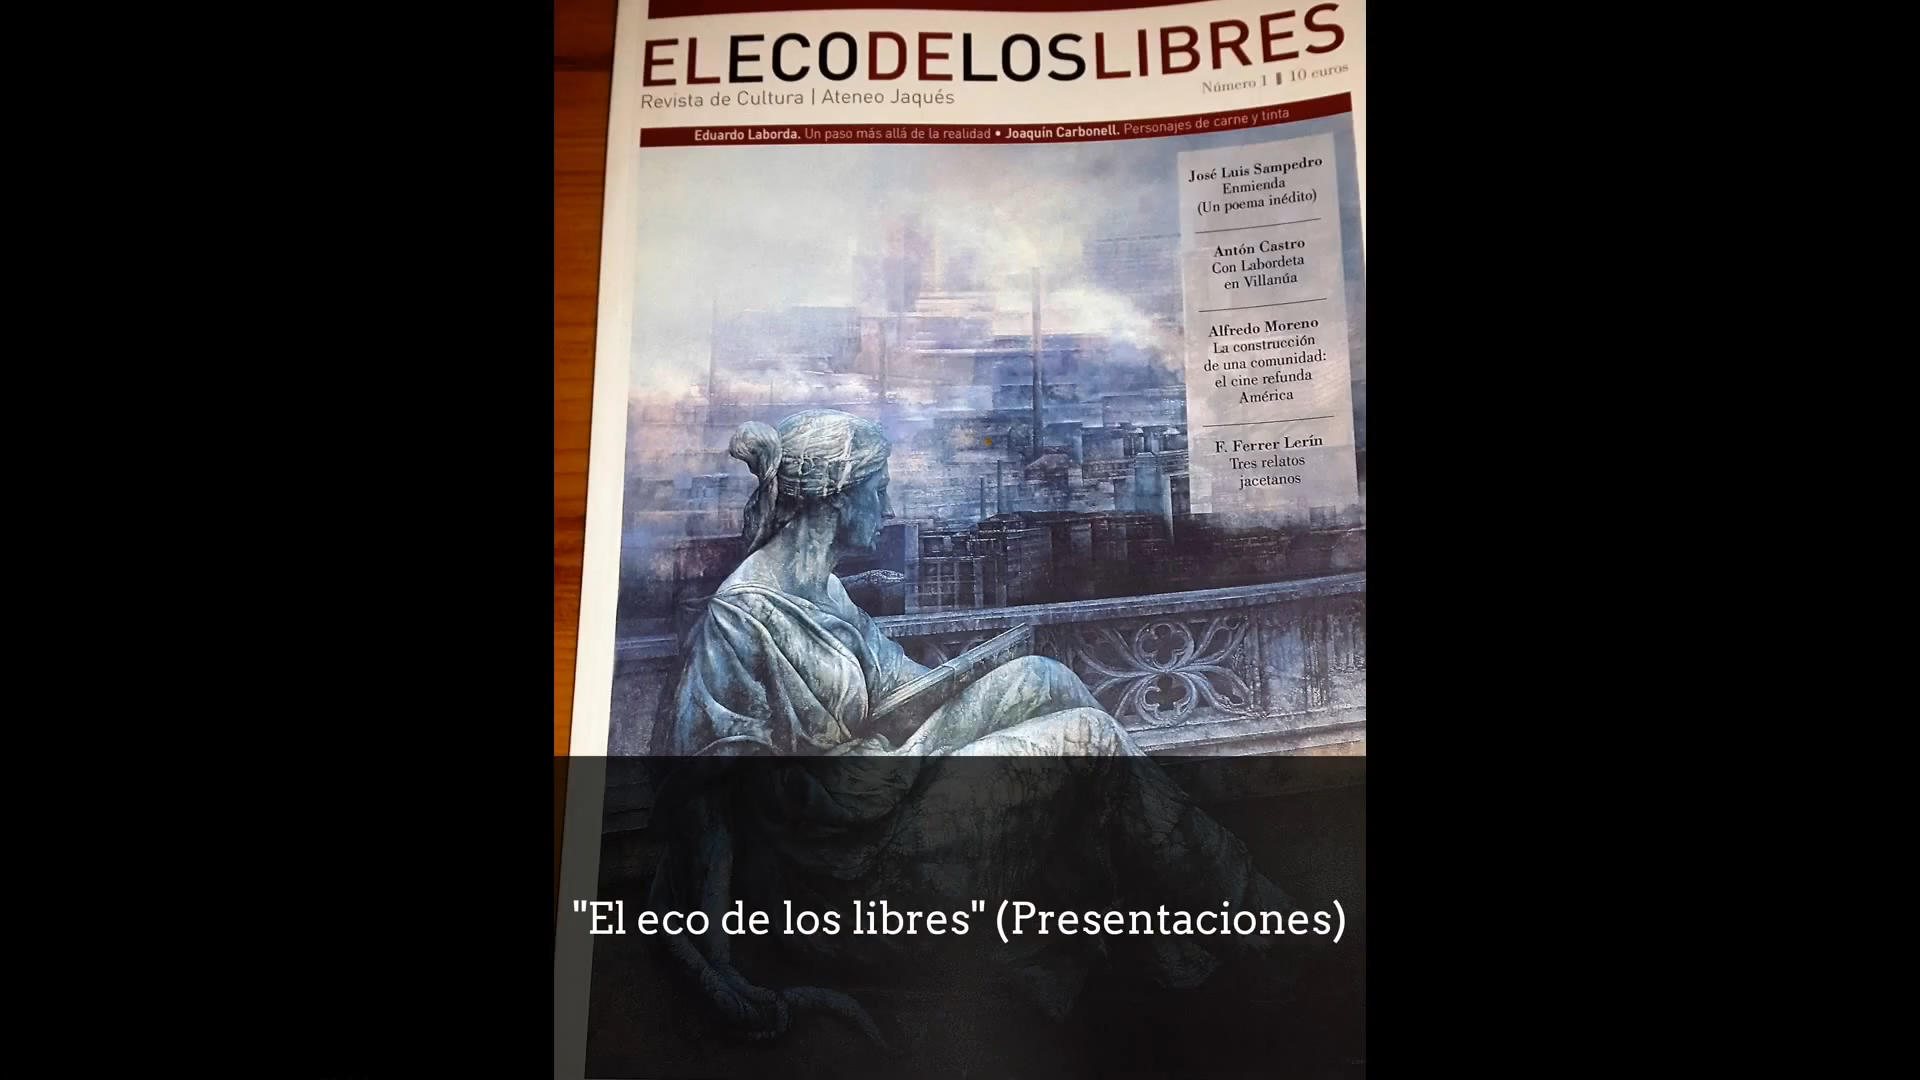 ELECODELOSLIBRES
Revista de Cultura | Ateneo Jaqués
Número 1 ▮ 10 euros
Eduardo Laborda. Un paso más allá de la realidad • Joaquín Carbonell. Personajes de carne y tinta
José Luis Sampedro
Enmienda
(Un poema inédito)
Antón Castro
Con Labordeta
en Villanúa
Alfredo Moreno
La construcción
de una comunidad:
el cine refunda
América
F. Ferrer Lerín
Tres relatos
jacetanos
"El eco de los libres" (Presentaciones)